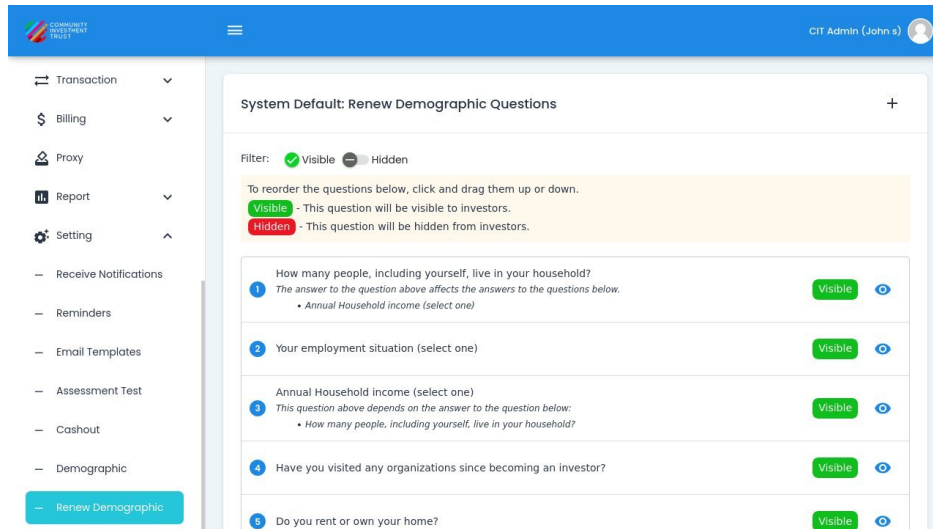 COMMUNITY
INVESTMENT
TRUST
CIT Admin (John s)
Transaction
Billing
Proxy
Report
Setting
Receive Notifications
Reminders
Email Templates
Assessment Test
Cashout
Demographic
Renew Demographic
System Default: Renew Demographic Questions
Filter: Visible Hidden
To reorder the questions below, click and drag them up or down.
Visible - This question will be visible to investors.
Hidden - This question will be hidden from investors.
1 How many people, including yourself, live in your household?
The answer to the question above affects the answers to the questions below.
• Annual Household income (select one)
Visible
2 Your employment situation (select one) Visible
3 Annual Household income (select one)
This question above depends on the answer to the question below:
• How many people, including yourself, live in your household?
Visible
4 Have you visited any organizations since becoming an investor? Visible
5 Do you rent or own your home? Visible